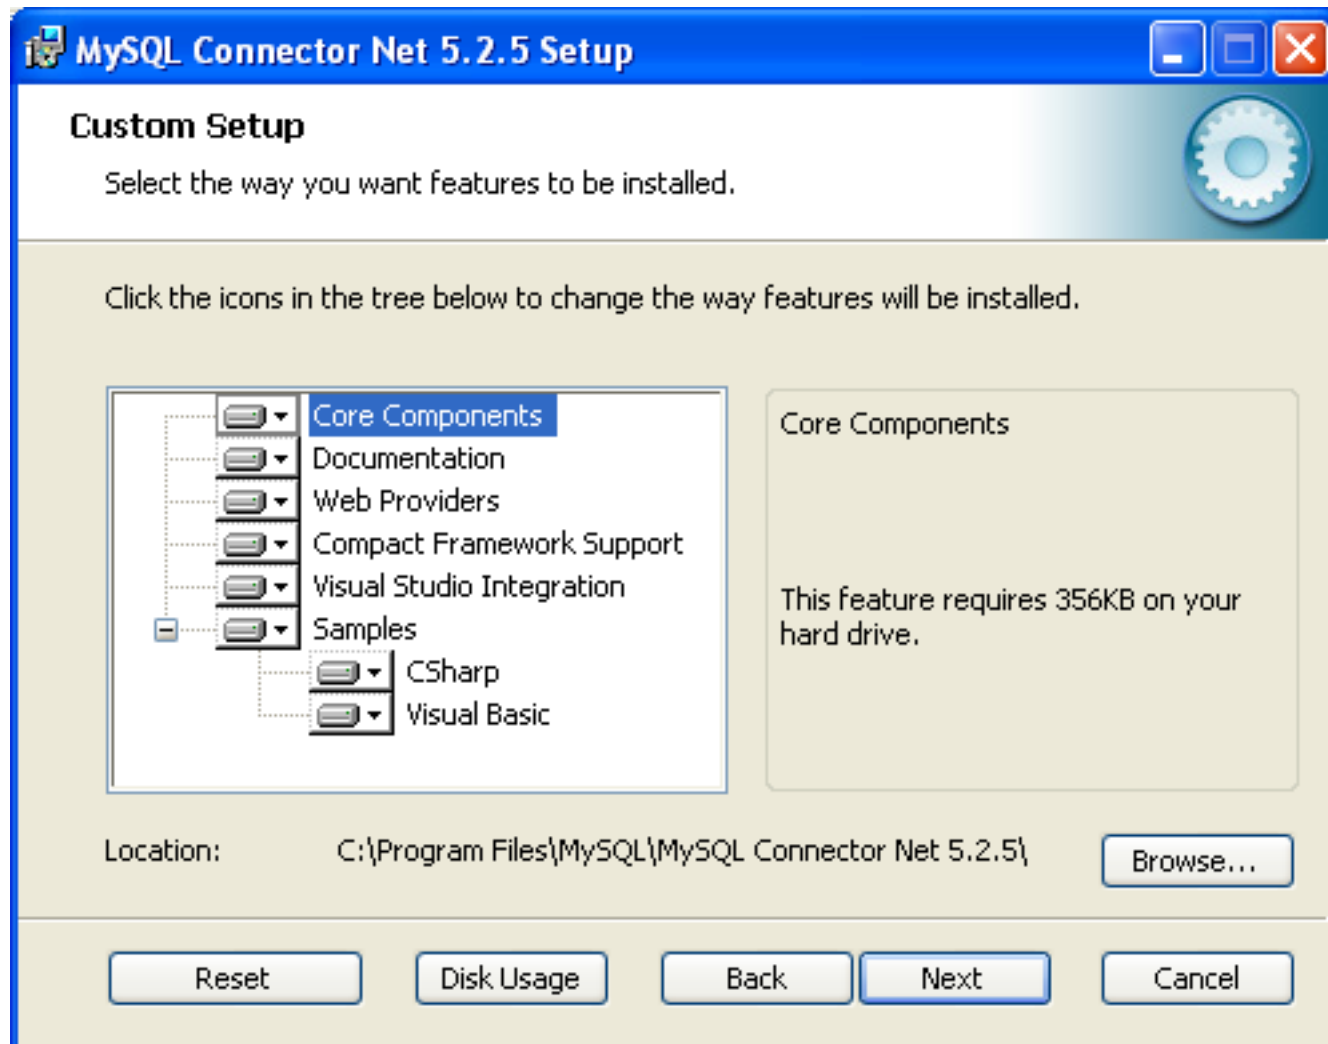 MySQL Connector Net 5.2.5 Setup
Custom Setup
Select the way you want features to be installed.
Click the icons in the tree below to change the way features will be installed.
Core Components
Documentation
Web Providers
Compact Framework Support
Visual Studio Integration
Samples
CSharp
Visual Basic
Core Components
This feature requires 356KB on your
hard drive.
Location: C:\Program Files\MySQL\MySQL Connector Net 5.2.5\ Browse...
Reset Disk Usage Back Next Cancel